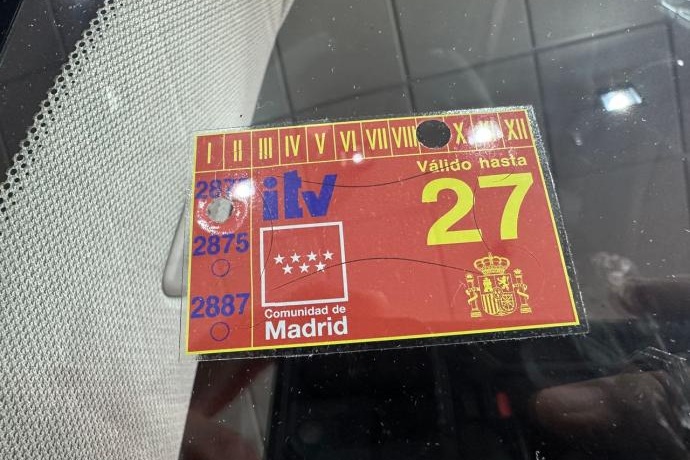 I II III IV V VI VII VIII X XI XII
Válido hasta
27
itv
2875
2887
Comunidad de
Madrid